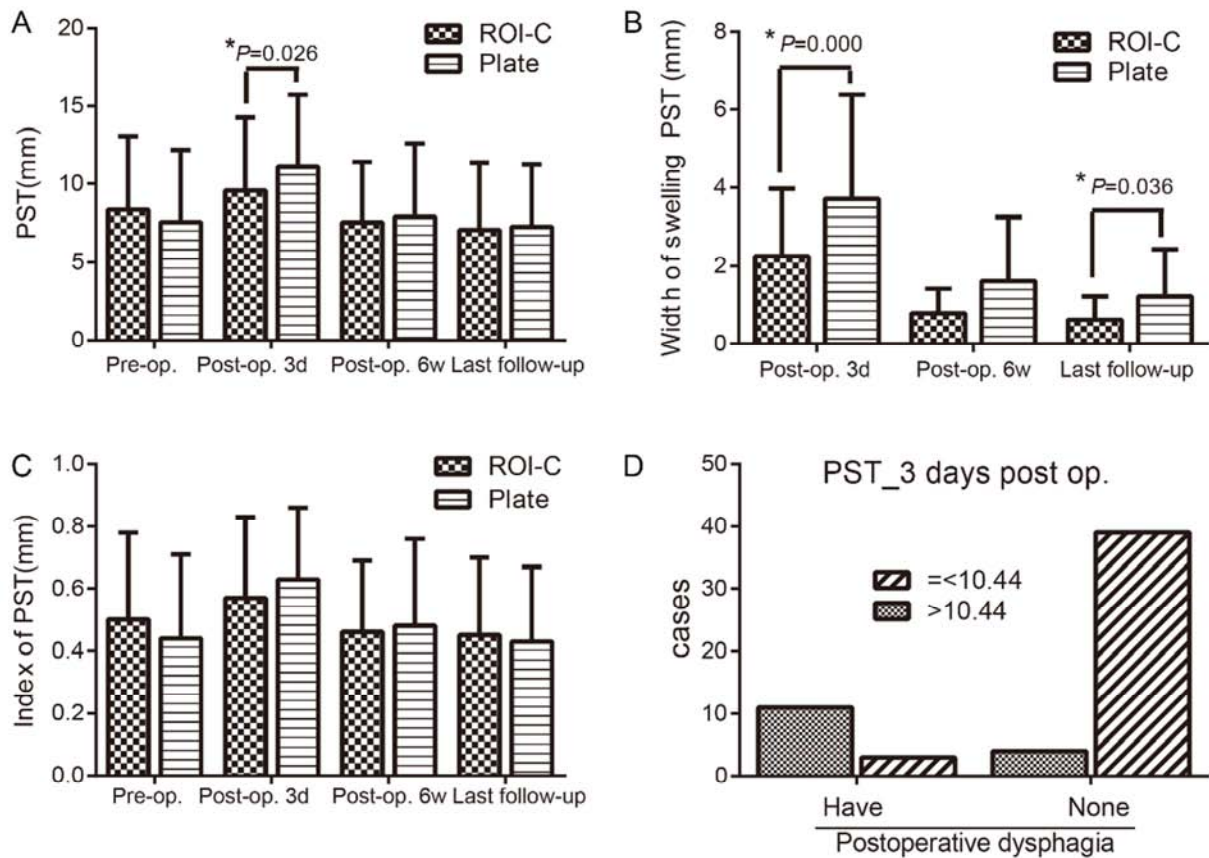 A
20
15
10
5
0
PST(mm)
ROI-C
Plate
*P=0.026
Pre-op.
Post-op. 3d
Post-op. 6w
Last follow-up
B
8
6
4
2
0
Width of swelling PST (mm)
ROI-C
Plate
*P=0.000
*P=0.036
Post-op. 3d
Post-op. 6w
Last follow-up
C
1.0
0.8
0.6
0.4
0.2
0.0
Index of PST(mm)
ROI-C
Plate
Pre-op.
Post-op. 3d
Post-op. 6w
Last follow-up
D
PST_3 days post op.
50
40
30
20
10
0
cases
=<10.44
>10.44
Have
None
Postoperative dysphagia